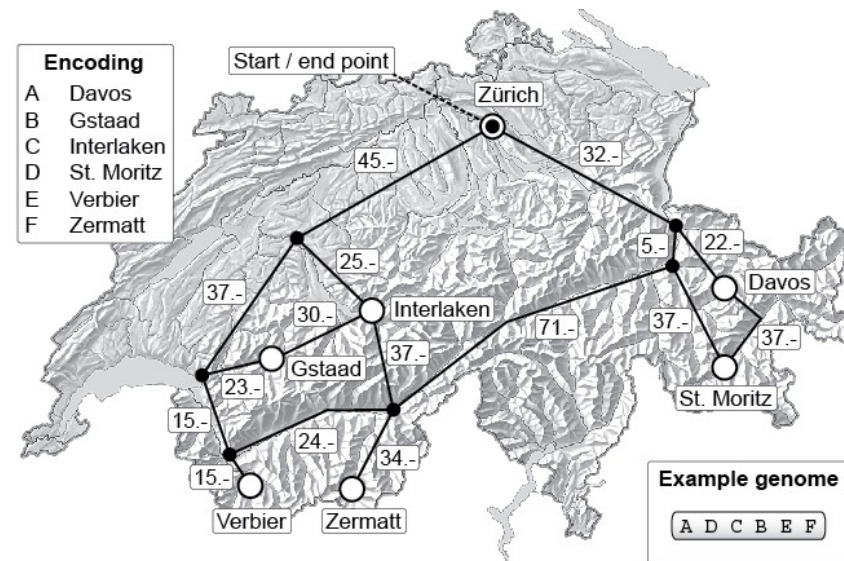 Encoding
A Davos
B Gstaad
C Interlaken
D St. Moritz
E Verbier
F Zermatt
Start / end point
Zürich
45.-
32.-
5.-
22.-
25.-
37.-
30.-
Interlaken
Davos
71.-
37.-
37.-
Gstaad
37.-
23.-
St. Moritz
15.-
24.-
34.-
15.-
Verbier
Zermatt
Example genome
A D C B E F